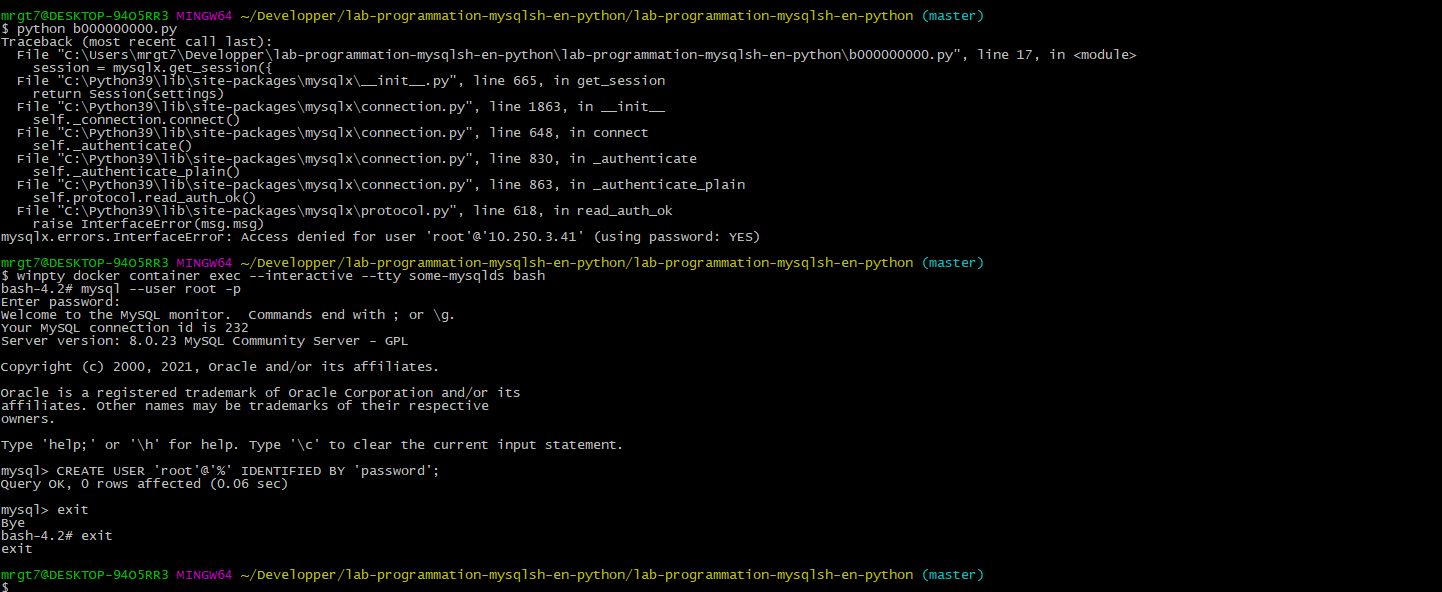 mrgt7@DESKTOP-94O5RR3 MINGW64 ~/Developper/lab-programmation-mysqlsh-en-python/lab-programmation-mysqlsh-en-python (master)
$ python b000000000.py
Traceback (most recent call last):
  File "C:\Users\mrgt7\Developper\lab-programmation-mysqlsh-en-python\lab-programmation-mysqlsh-en-python\b000000000.py", line 17, in <module>
    session = mysqlx.get_session({
  File "C:\Python39\lib\site-packages\mysqlx\__init__.py", line 665, in get_session
    return Session(settings)
  File "C:\Python39\lib\site-packages\mysqlx\connection.py", line 1863, in __init__
    self._connection.connect()
  File "C:\Python39\lib\site-packages\mysqlx\connection.py", line 648, in connect
    self._authenticate()
  File "C:\Python39\lib\site-packages\mysqlx\connection.py", line 830, in _authenticate
    self._authenticate_plain()
  File "C:\Python39\lib\site-packages\mysqlx\connection.py", line 863, in _authenticate_plain
    self.protocol.read_auth_ok()
  File "C:\Python39\lib\site-packages\mysqlx\protocol.py", line 618, in read_auth_ok
    raise InterfaceError(msg.msg)
mysqlx.errors.InterfaceError: Access denied for user 'root'@'10.250.3.41' (using password: YES)
mrgt7@DESKTOP-94O5RR3 MINGW64 ~/Developper/lab-programmation-mysqlsh-en-python/lab-programmation-mysqlsh-en-python (master)
$ winpty docker container exec --interactive --tty some-mysqlds bash
bash-4.2# mysql --user root -p
Enter password:
Welcome to the MySQL monitor.  Commands end with ; or \g.
Your MySQL connection id is 232
Server version: 8.0.23 MySQL Community Server - GPL
Copyright (c) 2000, 2021, Oracle and/or its affiliates.
Oracle is a registered trademark of Oracle Corporation and/or its
affiliates. Other names may be trademarks of their respective
owners.
Type 'help;' or '\h' for help. Type '\c' to clear the current input statement.
mysql> CREATE USER 'root'@'%' IDENTIFIED BY 'password';
Query OK, 0 rows affected (0.06 sec)
mysql> exit
Bye
bash-4.2# exit
exit
mrgt7@DESKTOP-94O5RR3 MINGW64 ~/Developper/lab-programmation-mysqlsh-en-python/lab-programmation-mysqlsh-en-python (master)
$